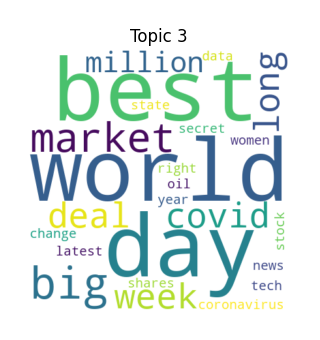 Topic 3
million data
best long
state
market secret women
world
right
oil
year
deal covid stock
change day
latest news
big shares tech
week coronavirus